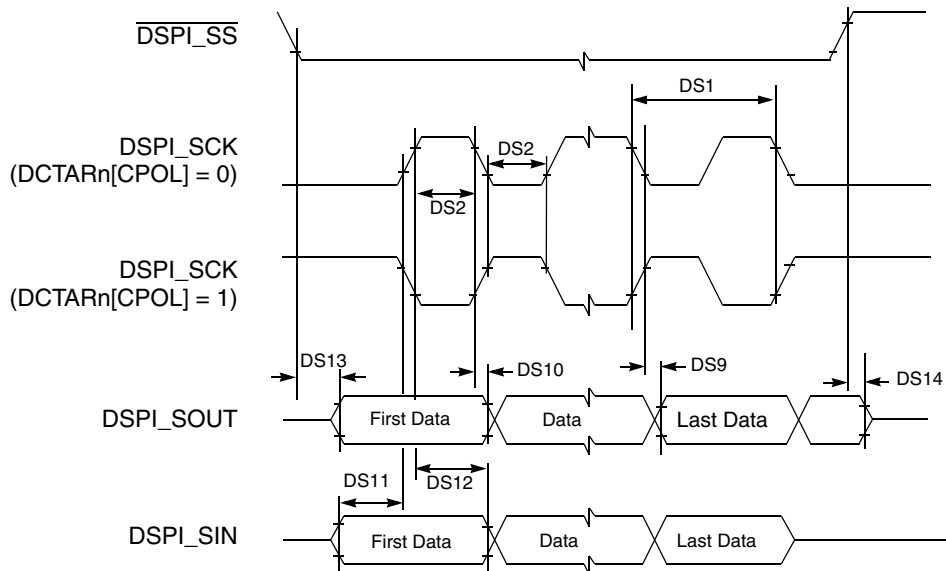 DSPI_SS
DS1
DSPI_SCK
(DCTARn[CPOL] = 0)
DS2
DS2
DSPI_SCK
(DCTARn[CPOL] = 1)
DS13
DS10
DS9
DS14
DSPI_SOUT
First Data
Data
Last Data
DS11
DS12
DSPI_SIN
First Data
Data
Last Data